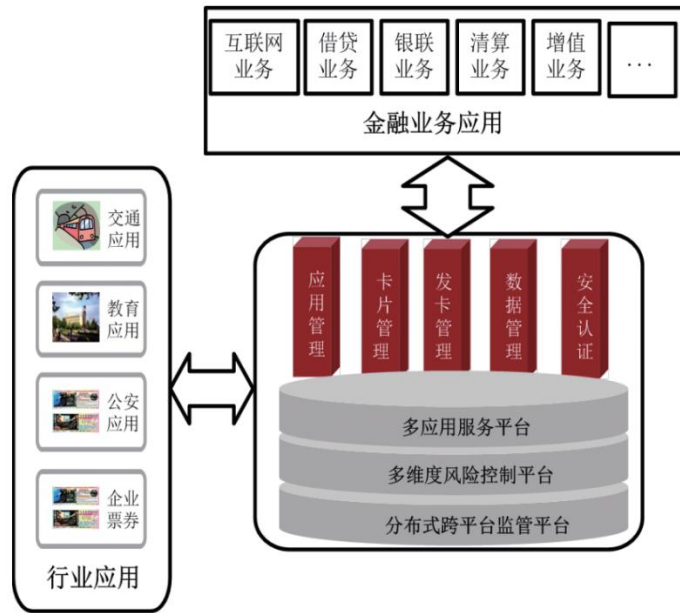 互联网
业务
借贷
业务
银联
业务
清算
业务
增值
业务
...
金融业务应用
交通
应用
教育
应用
公安
应用
企业
票券
行业应用
应用管理
卡片管理
发卡管理
数据管理
安全认证
多应用服务平台
多维度风险控制平台
分布式跨平台监管平台